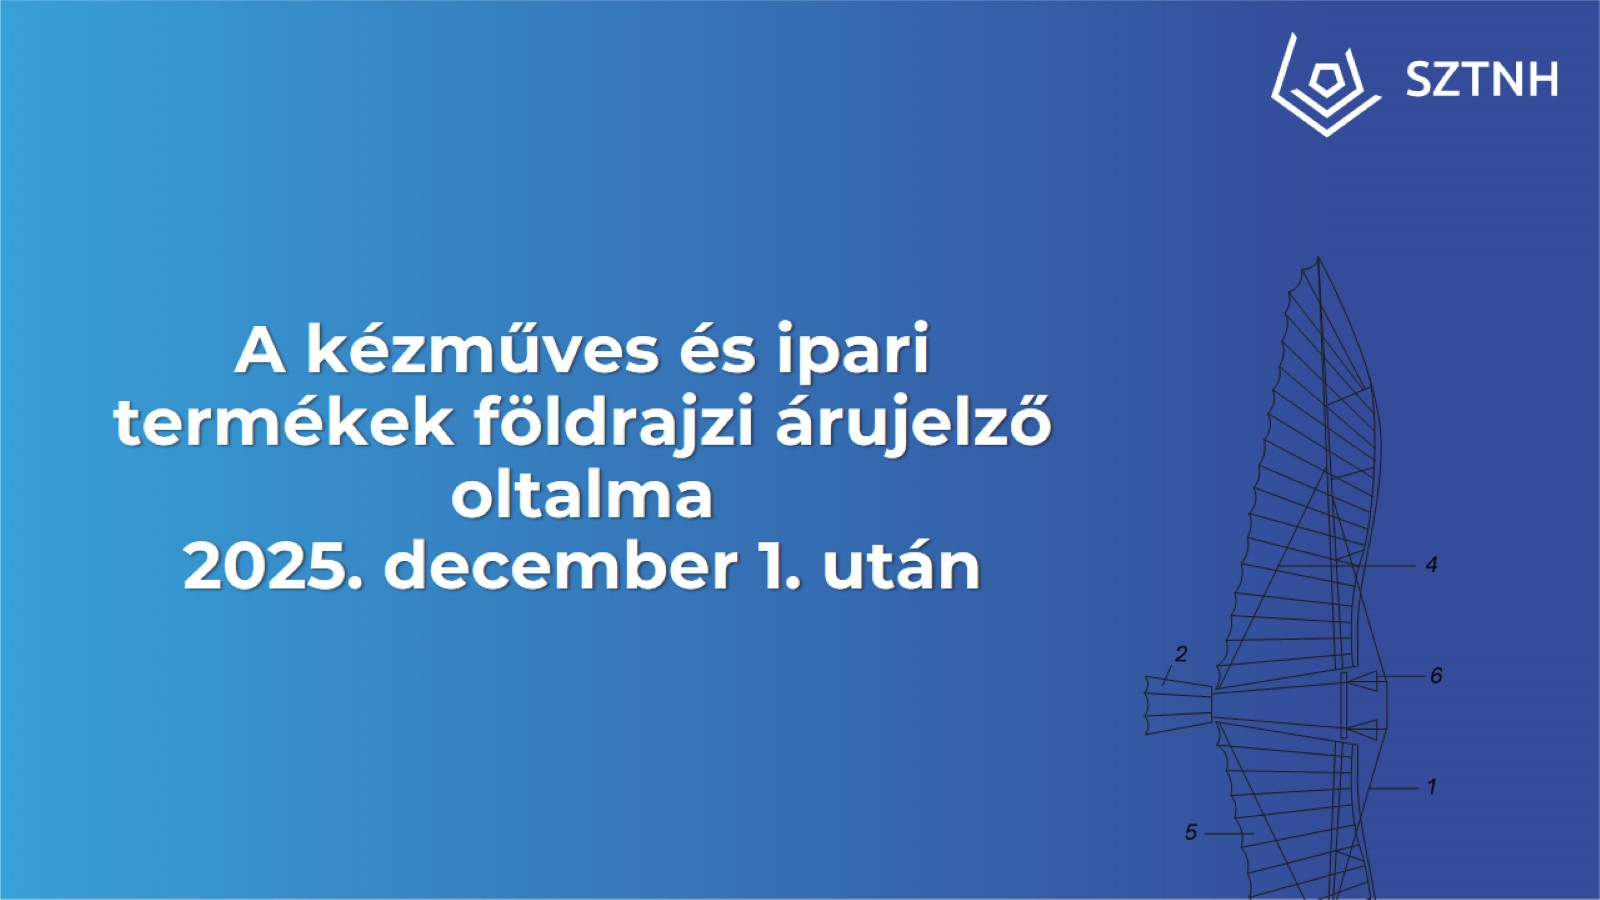 SZTNH
A kézműves és ipari
termékek földrajzi árujelző
oltalma
2025. december 1. után
4
2
6
1
5